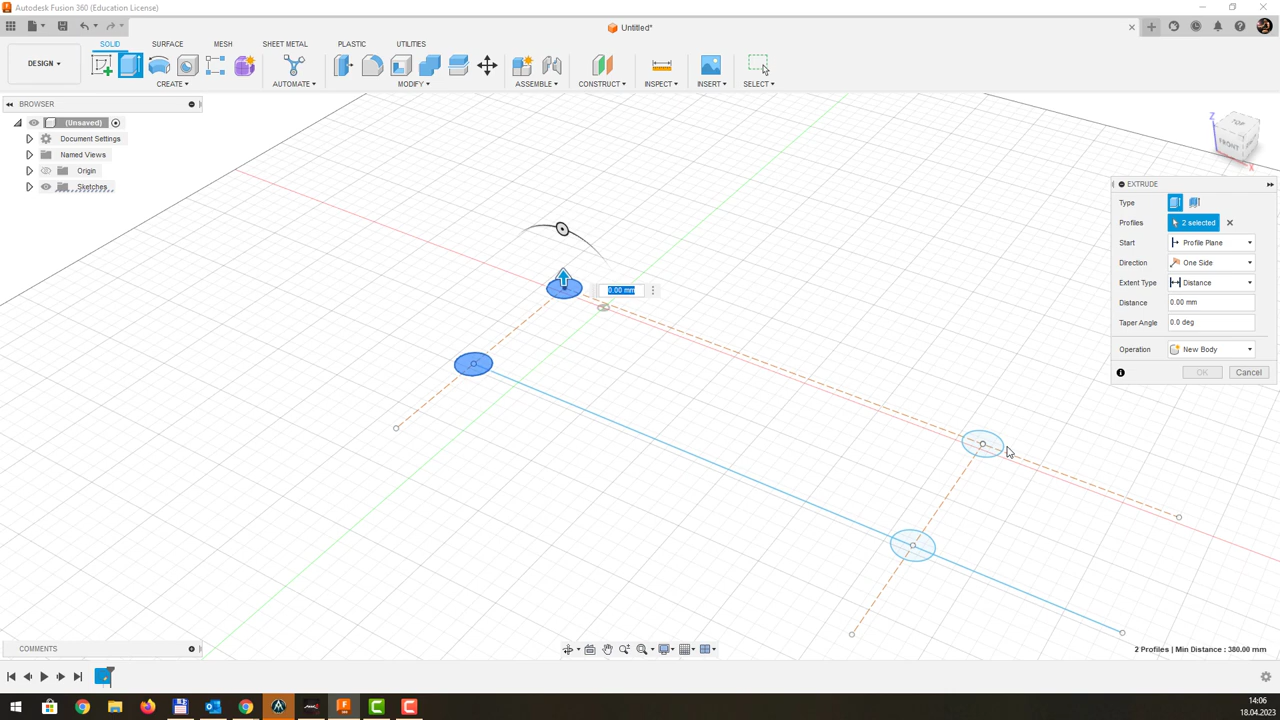 Autodesk Fusion 360 (Education License)
Untitled*
SOLID
SURFACE
MESH
SHEET METAL
PLASTIC
UTILITIES
DESIGN
CREATE
AUTOMATE
MODIFY
ASSEMBLE
CONSTRUCT
INSPECT
INSERT
SELECT
BROWSER
(Unsaved)
Document Settings
Named Views
Origin
Sketches
Z
TOP
FRONT
X
EXTRUDE
Type
Profiles 2 selected
Start Profile Plane
Direction One Side
Extent Type Distance
Distance 0.00 mm
Taper Angle 0.0 deg
Operation New Body
OK Cancel
0.00 mm
COMMENTS
2 Profiles | Min Distance : 380.00 mm
14:06
18.04.2023